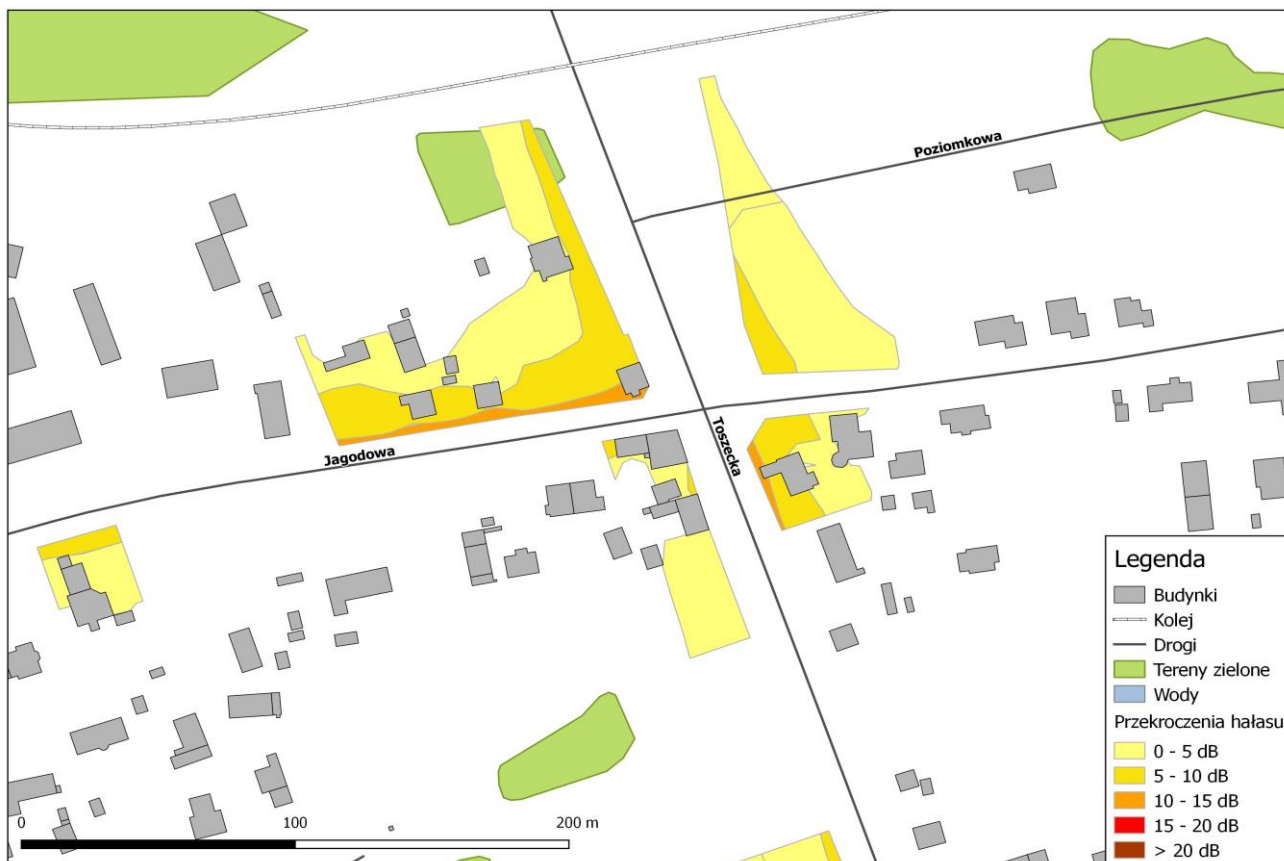 Poziomkowa
Toszecka
Jagodowa
Legenda
Budynki
Kolej
Drogi
Tereny zielone
Wody
Przekroczenia hałasu
0 - 5 dB
5 - 10 dB
10 - 15 dB
15 - 20 dB
> 20 dB
0 100 200 m